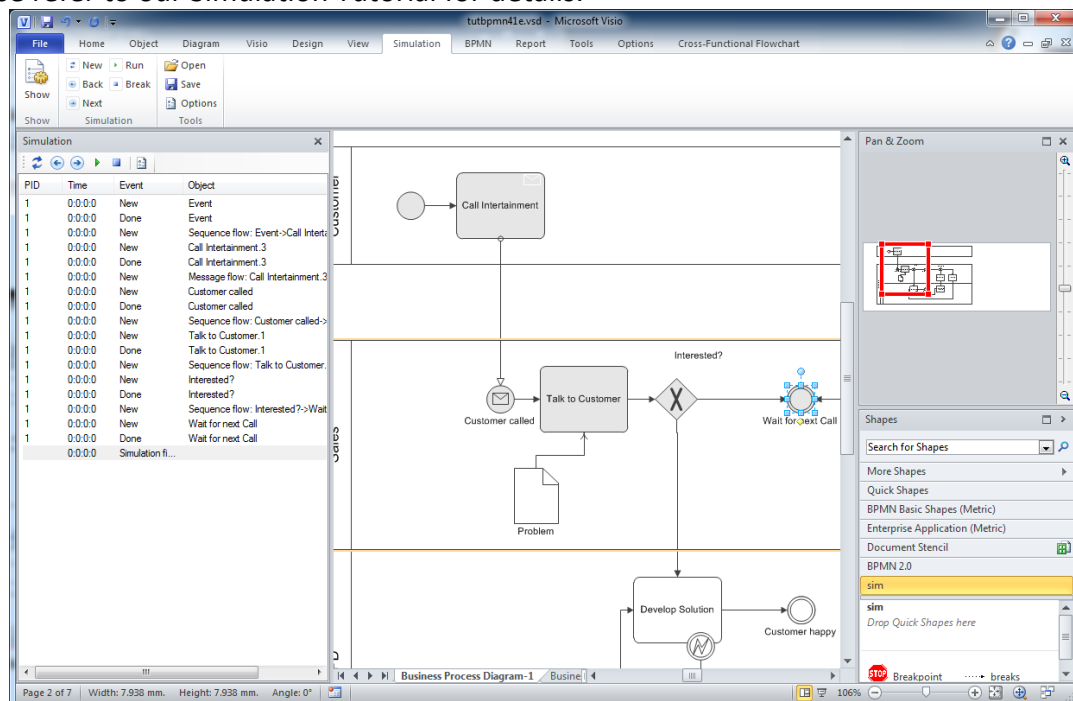 se refer to our Simulation Tutorial for details.
tutbpmn41e.vsd - Microsoft Visio
File Home Object Diagram Visio Design View Simulation BPMN Report Tools Options Cross-Functional Flowchart
Show
New Run
Back Break
Next
Open
Save
Options
Show Simulation Tools
Simulation
PID Time Event Object
1 0:0:0:0 New Event
1 0:0:0:0 Done Event
1 0:0:0:0 New Sequence flow: Event->Call Interta
1 0:0:0:0 New Call Intertainment.3
1 0:0:0:0 Done Call Intertainment.3
1 0:0:0:0 New Message flow: Call Intertainment.3
1 0:0:0:0 New Customer called
1 0:0:0:0 Done Customer called
1 0:0:0:0 New Sequence flow: Customer called->
1 0:0:0:0 New Talk to Customer.1
1 0:0:0:0 Done Talk to Customer.1
1 0:0:0:0 New Sequence flow: Talk to Customer.
1 0:0:0:0 New Interested?
1 0:0:0:0 Done Interested?
1 0:0:0:0 New Sequence flow: Interested?->Wait
1 0:0:0:0 New Wait for next Call
1 0:0:0:0 Done Wait for next Call
0:0:0:0 Simulation fi...
Customer
Call Intertainment
Sales
Interested?
Talk to Customer
X
Customer called
Wait for next Call
Problem
Develop Solution
Customer happy
Business Process Diagram-1 Busine
Pan & Zoom
Shapes
Search for Shapes
More Shapes
Quick Shapes
BPMN Basic Shapes (Metric)
Enterprise Application (Metric)
Document Stencil
BPMN 2.0
sim
sim
Drop Quick Shapes here
STOP Breakpoint breaks
Page 2 of 7 Width: 7.938 mm. Height: 7.938 mm. Angle: 0° 106%